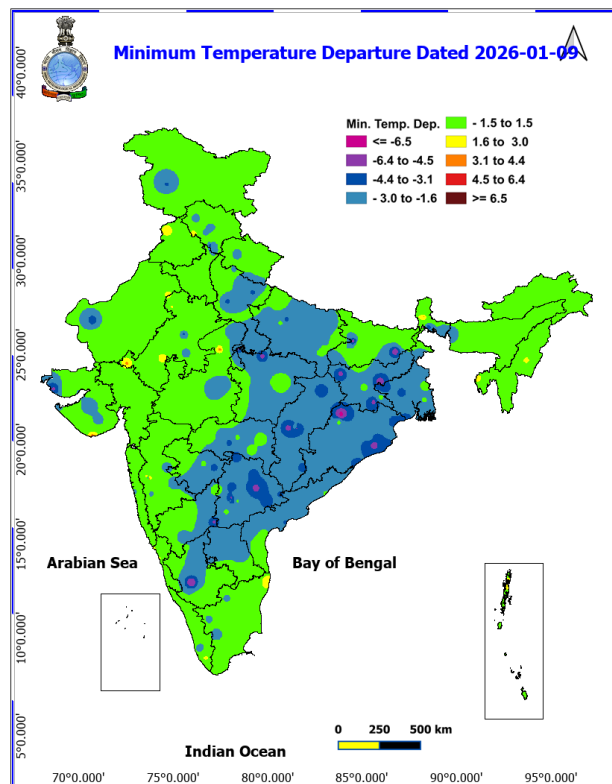 Minimum Temperature Departure Dated 2026-01-09
40°0.000'
35°0.000'
30°0.000'
25°0.000'
20°0.000'
15°0.000'
10°0.000'
5°0.000'
Min. Temp. Dep.
<= -6.5
-6.4 to -4.5
-4.4 to -3.1
- 3.0 to -1.6
- 1.5 to 1.5
1.6 to 3.0
3.1 to 4.4
4.5 to 6.4
>= 6.5
Arabian Sea
Bay of Bengal
Indian Ocean
0 250 500 km
70°0.000' 75°0.000' 80°0.000' 85°0.000' 90°0.000' 95°0.000'